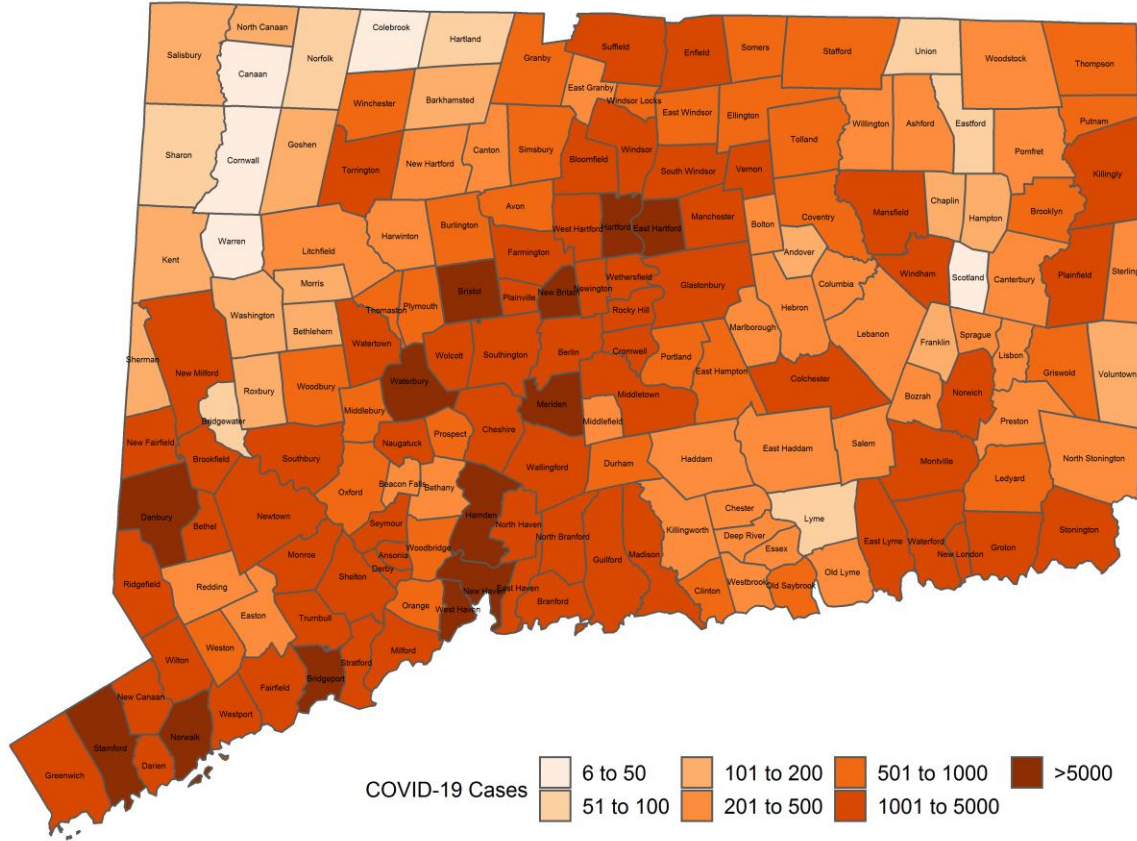 Colebrook
North Canaan
Hartland
Suffield
Enfield
Somers
Stafford
Union
Salisbury
Norfolk
Granby
Woodstock
Thompson
Canaan
East Granby
Winchester
Barkhamsted
Windsor Locks
East Windsor
Ellington
Willington
Ashford
Eastford
Putnam
Sharon
Cornwall
Goshen
Torrington
New Hartford
Canton
Simsbury
Bloomfield
Windsor
South Windsor
Vernon
Tolland
Pomfret
Killingly
Avon
Mansfield
Chaplin
Hampton
Brooklyn
Kent
Warren
Litchfield
Harwinton
Burlington
West Hartford
Hartford
East Hartford
Manchester
Bolton
Coventry
Farmington
Andover
Windham
Scotland
Canterbury
Plainfield
Sterling
Morris
Bristol
New Britain
Newington
Wethersfield
Glastonbury
Columbia
Hebron
Washington
Thomaston
Plymouth
Plainville
Rocky Hill
Marlborough
Lebanon
Bethlehem
Watertown
Wolcott
Southington
Berlin
Cromwell
Portland
East Hampton
Franklin
Sprague
Lisbon
Griswold
Voluntown
Sherman
New Milford
Roxbury
Woodbury
Waterbury
Meriden
Middletown
Colchester
Norwich
Bozrah
Preston
Bridgewater
Middlebury
Naugatuck
Prospect
Cheshire
Middlefield
New Fairfield
Brookfield
Southbury
Wallingford
Durham
Haddam
East Haddam
Salem
Montville
North Stonington
Oxford
Beacon Falls
Bethany
Ledyard
Danbury
Bethel
Newtown
Seymour
Hamden
North Haven
North Branford
Killingworth
Chester
Lyme
Deep River
Essex
East Lyme
Waterford
New London
Groton
Stonington
Monroe
Ansonia
Derby
Woodbridge
Guilford
Madison
Ridgefield
Redding
Shelton
Orange
West Haven
New Haven
East Haven
Branford
Clinton
Westbrook
Old Saybrook
Old Lyme
Easton
Trumbull
Weston
Wilton
Milford
Stratford
Bridgeport
Fairfield
New Canaan
Westport
Norwalk
Stamford
Darien
Greenwich
COVID-19 Cases
6 to 50
101 to 200
501 to 1000
>5000
51 to 100
201 to 500
1001 to 5000